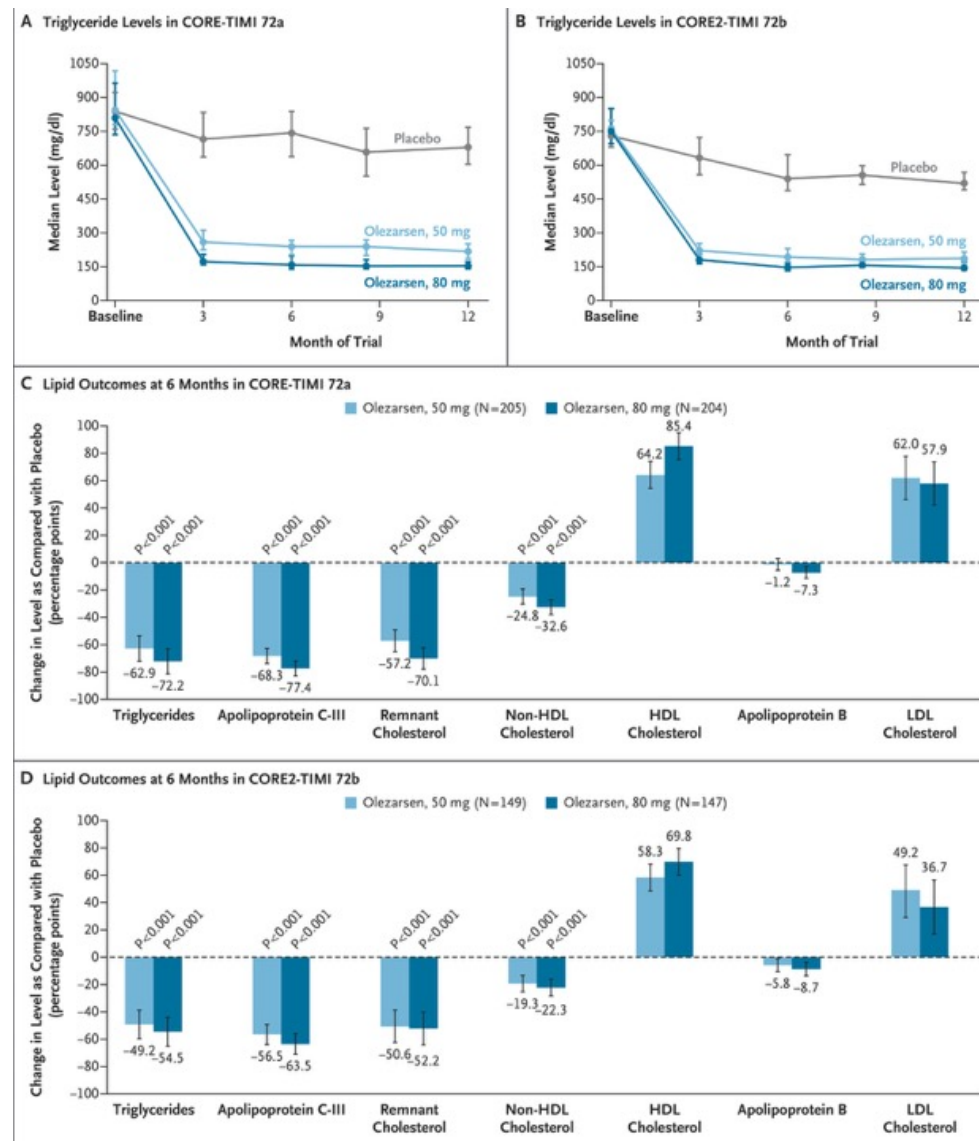 A Triglyceride Levels in CORE-TIMI 72a
Median Level (mg/dl)
1050
900
750
600
450
300
150
0
Placebo
Olezarsen, 50 mg
Olezarsen, 80 mg
Baseline 3 6 9 12
Month of Trial
B Triglyceride Levels in CORE2-TIMI 72b
Median Level (mg/dl)
1050
900
750
600
450
300
150
0
Placebo
Olezarsen, 50 mg
Olezarsen, 80 mg
Baseline 3 6 9 12
Month of Trial
C Lipid Outcomes at 6 Months in CORE-TIMI 72a
Olezarsen, 50 mg (N=205) Olezarsen, 80 mg (N=204)
Change in Level as Compared with Placebo
(percentage points)
100
80
60
40
20
0
−20
−40
−60
−80
−100
P<0.001 P<0.001 P<0.001 P<0.001 P<0.001 P<0.001 P<0.001 P<0.001
64.2 85.4 62.0 57.9
−62.9 −72.2 −68.3 −77.4 −57.2 −70.1 −24.8 −32.6 −1.2 −7.3
Triglycerides Apolipoprotein C-III Remnant Non-HDL HDL Apolipoprotein B LDL
Cholesterol Cholesterol Cholesterol Cholesterol
D Lipid Outcomes at 6 Months in CORE2-TIMI 72b
Olezarsen, 50 mg (N=149) Olezarsen, 80 mg (N=147)
Change in Level as Compared with Placebo
(percentage points)
100
80
60
40
20
0
−20
−40
−60
−80
−100
P<0.001 P<0.001 P<0.001 P<0.001 P<0.001 P<0.001 P<0.001 P<0.001
58.3 69.8 49.2 36.7
−49.2 −54.5 −56.5 −63.5 −50.6 −52.2 −19.3 −22.3 −5.8 −8.7
Triglycerides Apolipoprotein C-III Remnant Non-HDL HDL Apolipoprotein B LDL
Cholesterol Cholesterol Cholesterol Cholesterol